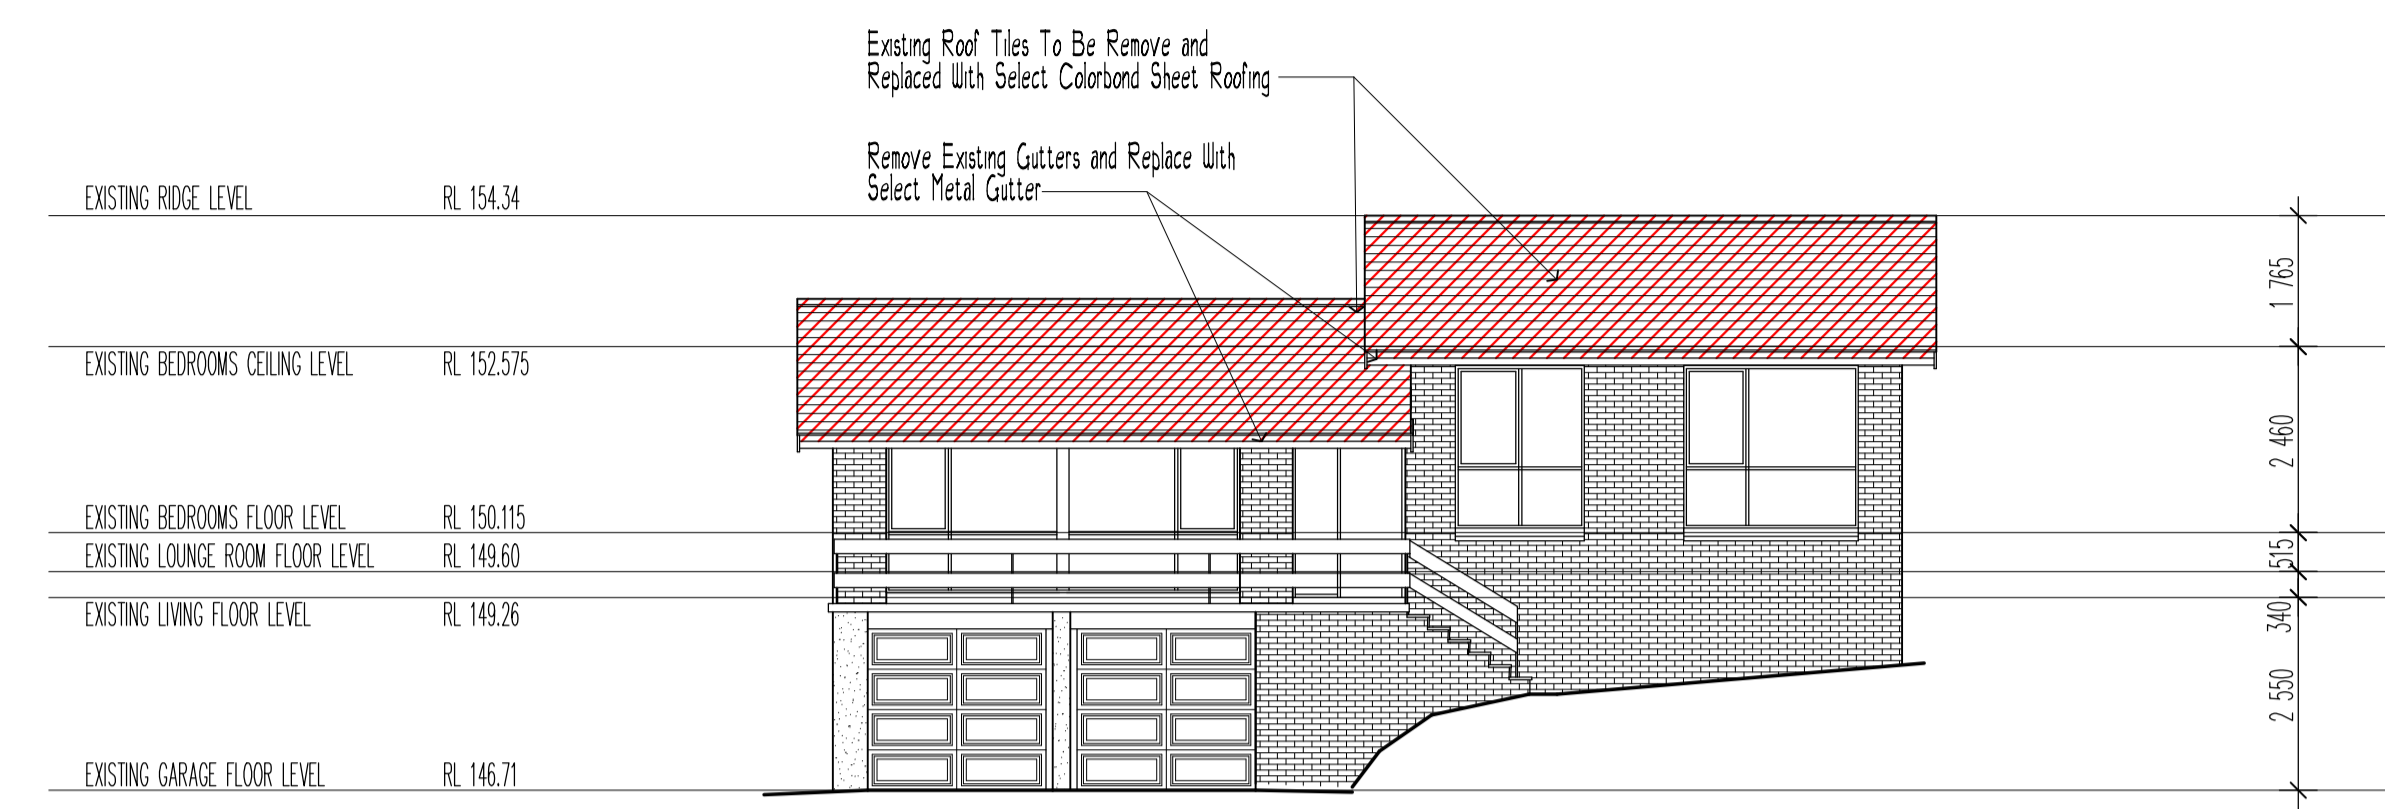 Existing Roof Tiles To Be Remove and
Replaced With Select Colorbond Sheet Roofing
Remove Existing Gutters and Replace With
Select Metal Gutter
EXISTING RIDGE LEVEL RL 154.34
1 765
EXISTING BEDROOMS CEILING LEVEL RL 152.575
2 460
EXISTING BEDROOMS FLOOR LEVEL RL 150.115
515
EXISTING LOUNGE ROOM FLOOR LEVEL RL 149.60
340
EXISTING LIVING FLOOR LEVEL RL 149.26
2 550
EXISTING GARAGE FLOOR LEVEL RL 146.71